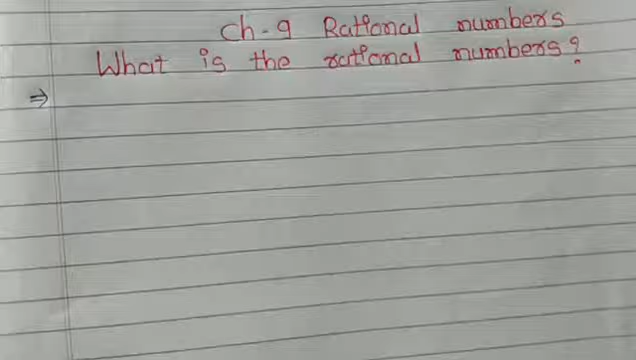 Ch-9 Rational numbers
What is the rational numbers?
⇒